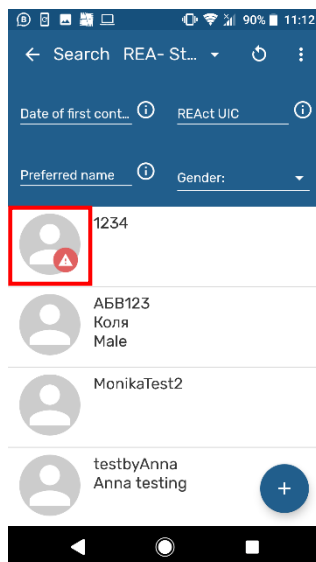 90% 11:12
Search REA- St...
Date of first cont... REAct UIC
Preferred name Gender:
1234
АБВ123
Коля
Male
MonikaTest2
testbyAnna
Anna testing